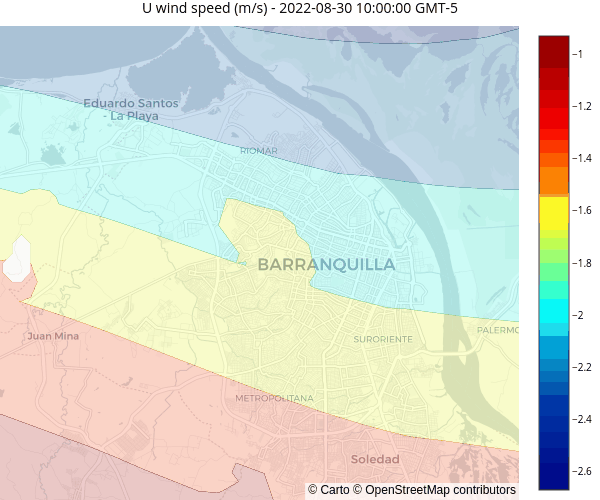 U wind speed (m/s) - 2022-08-30 10:00:00 GMT-5
Eduardo Santos
- La Playa
RIOMAR
BARRANQUILLA
Juan Mina
SURORIENTE
PALERMO
METROPOLITANA
Soledad
© Carto © OpenStreetMap contributors
−1
−1.2
−1.4
−1.6
−1.8
−2
−2.2
−2.4
−2.6